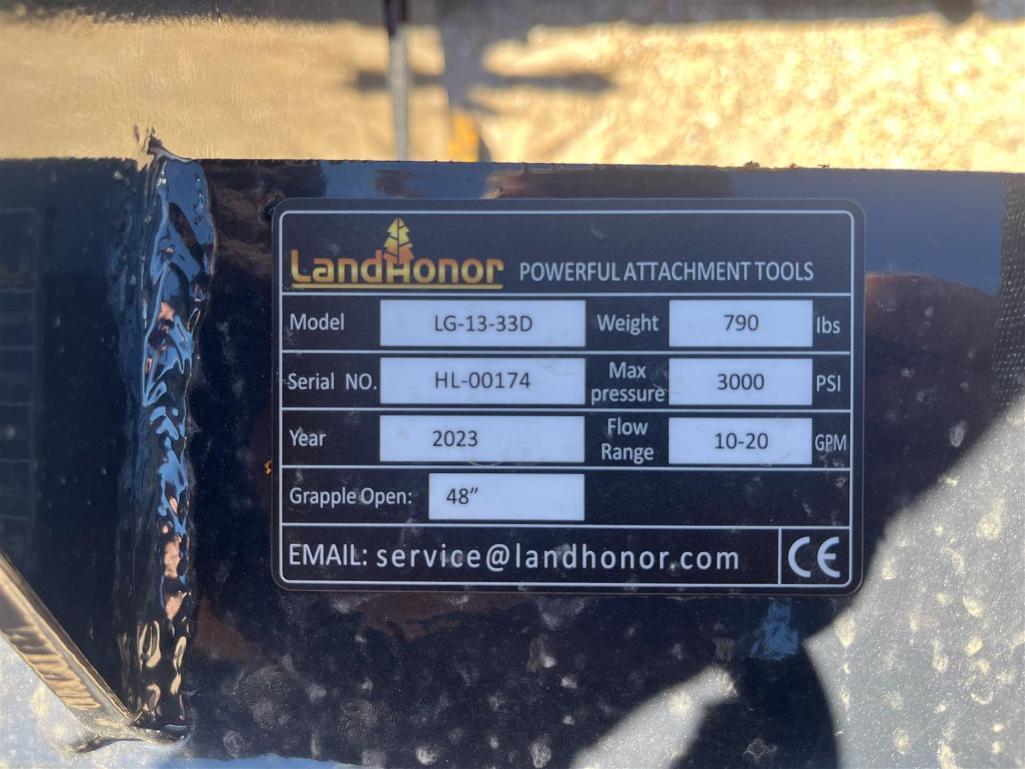 LandHonor POWERFUL ATTACHMENT TOOLS
Model LG-13-33D Weight 790 lbs
Serial NO. HL-00174 Max pressure 3000 PSI
Year 2023 Flow Range 10-20 GPM
Grapple Open: 48”
EMAIL: service@landhonor.com CE